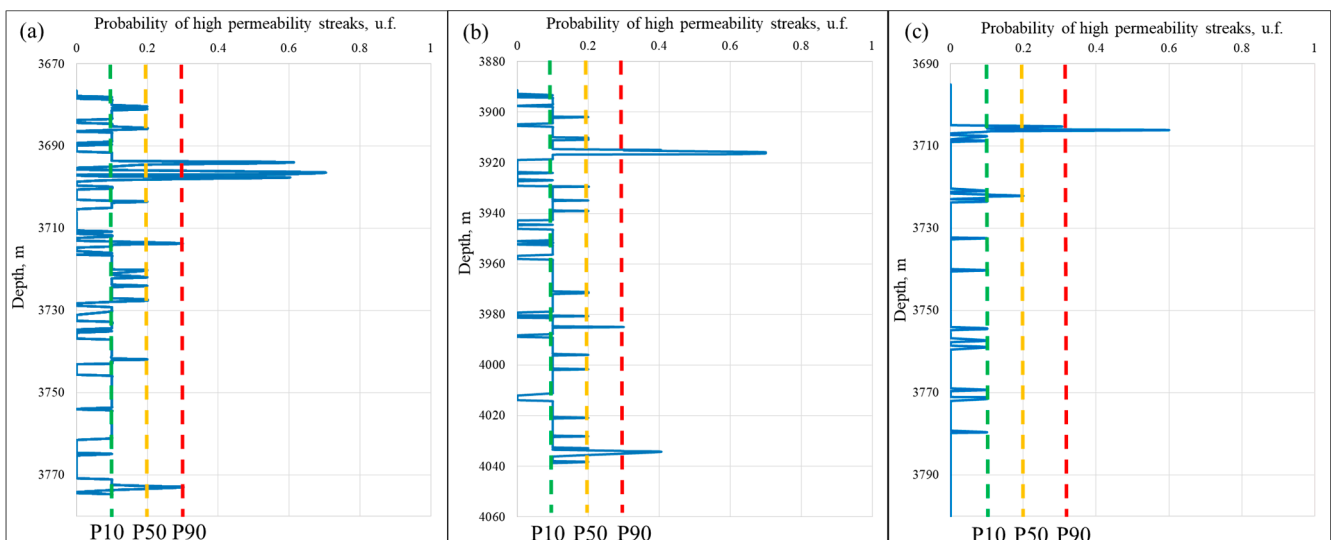 (a)
Probability of high permeability streaks, u.f.
0 0.2 0.4 0.6 0.8 1
3670
3690
3710
3730
3750
3770
Depth, m
P10 P50 P90
(b)
Probability of high permeability streaks, u.f.
0 0.2 0.4 0.6 0.8 1
3880
3900
3920
3940
3960
3980
4000
4020
4040
4060
Depth, m
P10 P50 P90
(c)
Probability of high permeability streaks, u.f.
0 0.2 0.4 0.6 0.8 1
3690
3710
3730
3750
3770
3790
Depth, m
P10 P50 P90